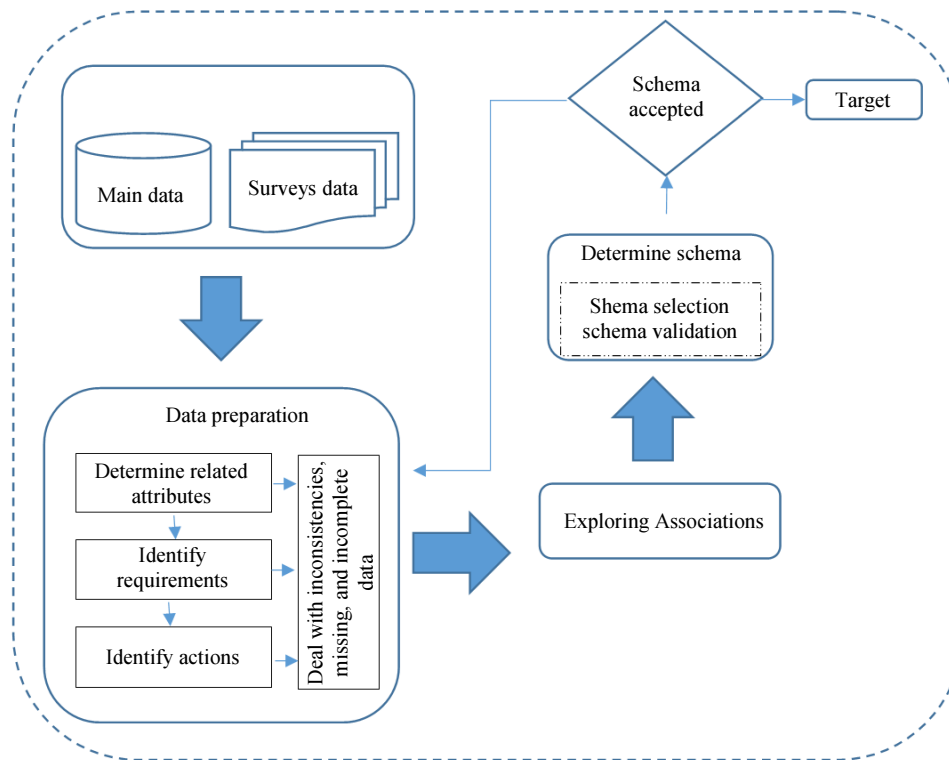 Main data
Surveys data
Data preparation
Determine related
attributes
Identify
requirements
Identify actions
Deal with inconsistencies,
missing, and incomplete
data
Exploring Associations
Determine schema
Shema selection
schema validation
Schema
accepted
Target